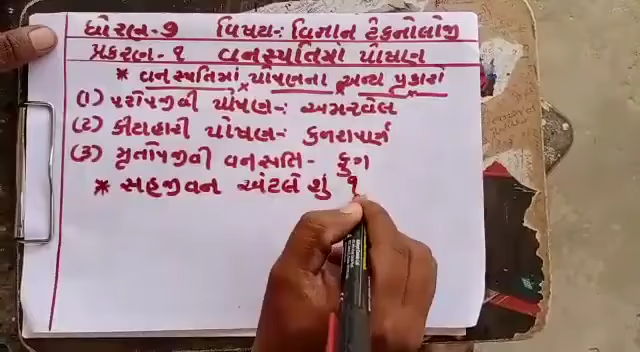 ધોરણ-૭ વિષય:- વિજ્ઞાન ટેકનોલોજી
પ્રકરણ-૧ વનસ્પતિમાં પોષણ
* વનસ્પતિમાં પોષણના અન્ય પ્રકારો
(૧) પરોપજીવી પોષણ-: અમરવેલ
(૨) કીટાહારી પોષણ-: કળશપર્ણ
(૩) મૃતોપજીવી વનસ્પતિ- ફુગ
* સહજીવન એટલે શું ?